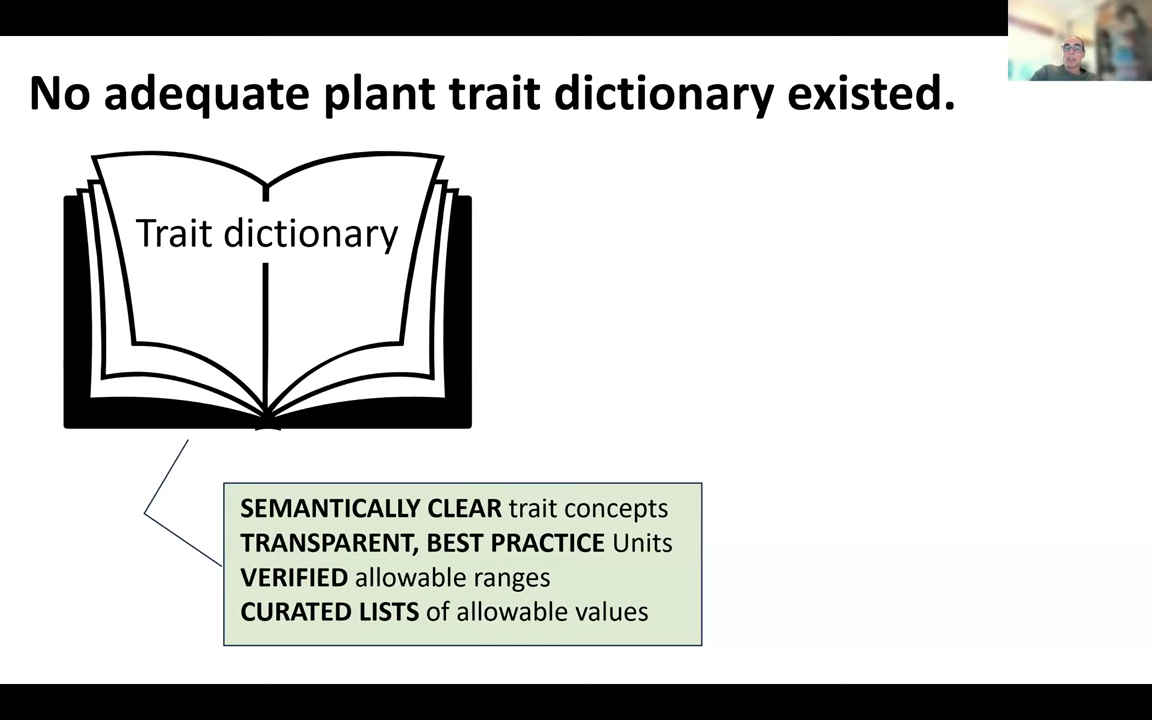 No adequate plant trait dictionary existed.
Trait dictionary
SEMANTICALLY CLEAR trait concepts
TRANSPARENT, BEST PRACTICE Units
VERIFIED allowable ranges
CURATED LISTS of allowable values